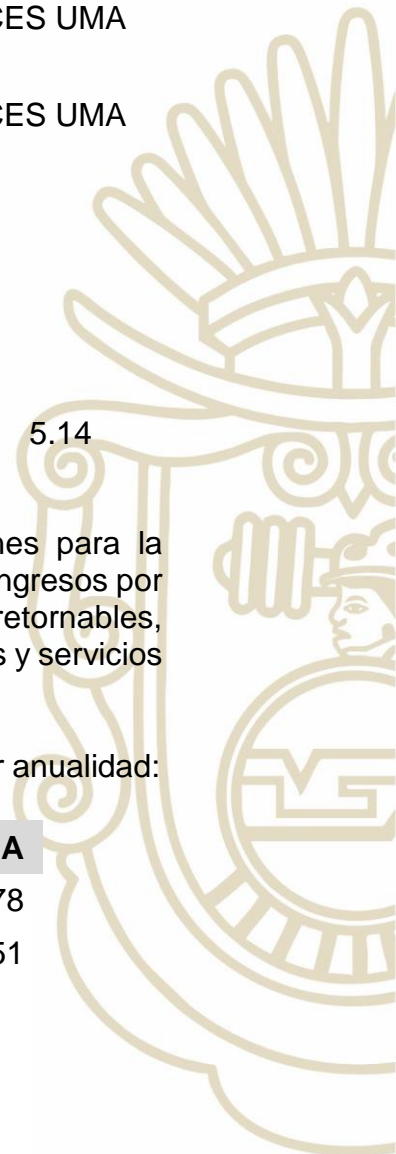 CES UMA
CES UMA
5.14
nes para la
ngresos por
retornables,
s y servicios
r anualidad:
A
78
51